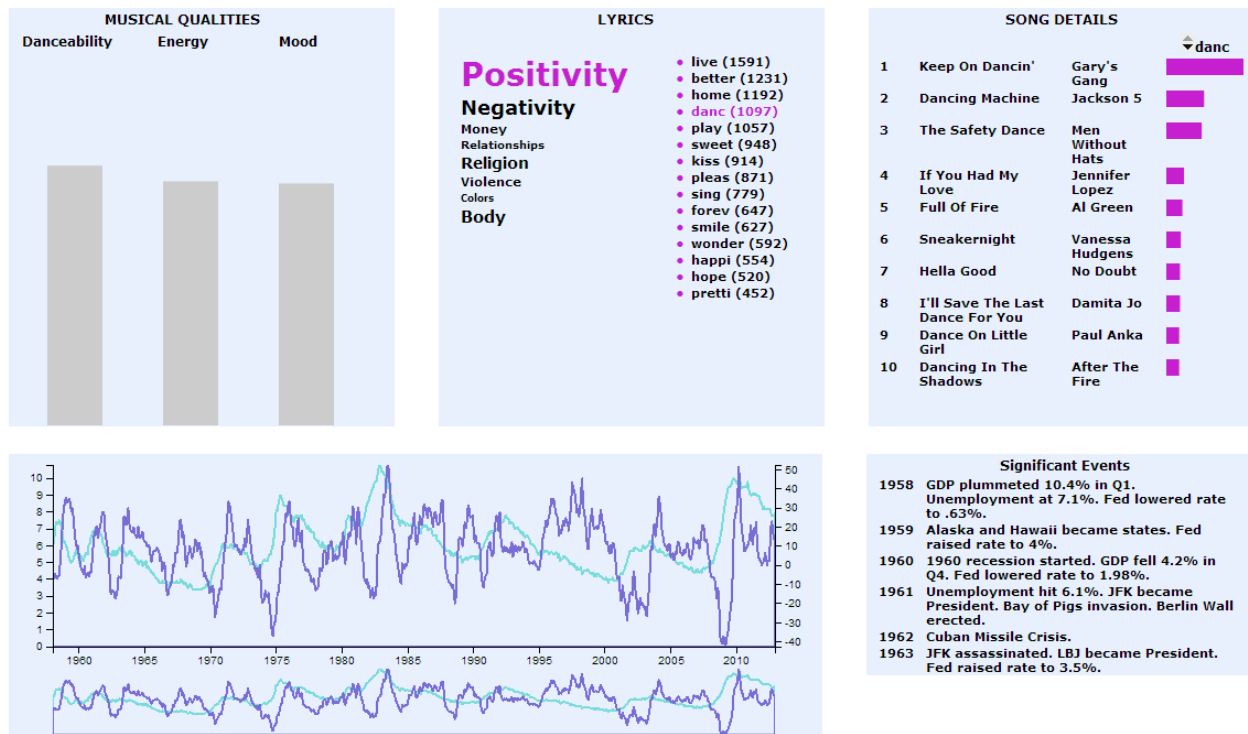 MUSICAL QUALITIES
Danceability Energy Mood
LYRICS
Positivity
Negativity
Money
Relationships
Religion
Violence
Colors
Body
live (1591)
better (1231)
home (1192)
danc (1097)
play (1057)
sweet (948)
kiss (914)
pleas (871)
sing (779)
forev (647)
smile (627)
wonder (592)
happi (554)
hope (520)
pretti (452)
SONG DETAILS
danc
1 Keep On Dancin' Gary's
Gang
2 Dancing Machine Jackson 5
3 The Safety Dance Men
Without
Hats
4 If You Had My Jennifer
Love Lopez
5 Full Of Fire Al Green
6 Sneakernight Vanessa
Hudgens
7 Hella Good No Doubt
8 I'll Save The Last Damita Jo
Dance For You
9 Dance On Little Paul Anka
Girl
10 Dancing In The After The
Shadows Fire
10
9
8
7
6
5
4
3
2
1
0
50
40
30
20
10
0
-10
-20
-30
-40
1960 1965 1970 1975 1980 1985 1990 1995 2000 2005 2010
Significant Events
1958 GDP plummeted 10.4% in Q1.
Unemployment at 7.1%. Fed lowered rate
to .63%.
1959 Alaska and Hawaii became states. Fed
raised rate to 4%.
1960 1960 recession started. GDP fell 4.2% in
Q4. Fed lowered rate to 1.98%.
1961 Unemployment hit 6.1%. JFK became
President. Bay of Pigs invasion. Berlin Wall
erected.
1962 Cuban Missile Crisis.
1963 JFK assassinated. LBJ became President.
Fed raised rate to 3.5%.